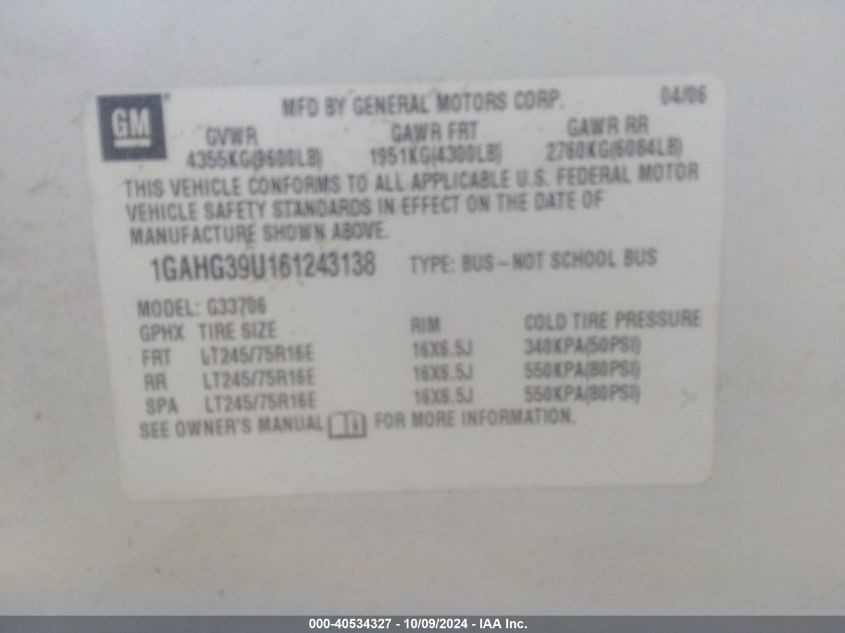 GM
MFD BY GENERAL MOTORS CORP. 04/06
GVWR GAWR FRT GAWR RR
4355KG(9600LB) 1951KG(4300LB) 2760KG(6084LB)
THIS VEHICLE CONFORMS TO ALL APPLICABLE U.S. FEDERAL MOTOR
VEHICLE SAFETY STANDARDS IN EFFECT ON THE DATE OF
MANUFACTURE SHOWN ABOVE.
1GAHG39U161243138 TYPE: BUS-NOT SCHOOL BUS
MODEL: G33706
GPHX TIRE SIZE RIM COLD TIRE PRESSURE
FRT LT245/75R16E 16X6.5J 340KPA(50PSI)
RR LT245/75R16E 16X6.5J 550KPA(80PSI)
SPA LT245/75R16E 16X6.5J 550KPA(80PSI)
SEE OWNER'S MANUAL FOR MORE INFORMATION.
000-40534327 - 10/09/2024 - IAA Inc.